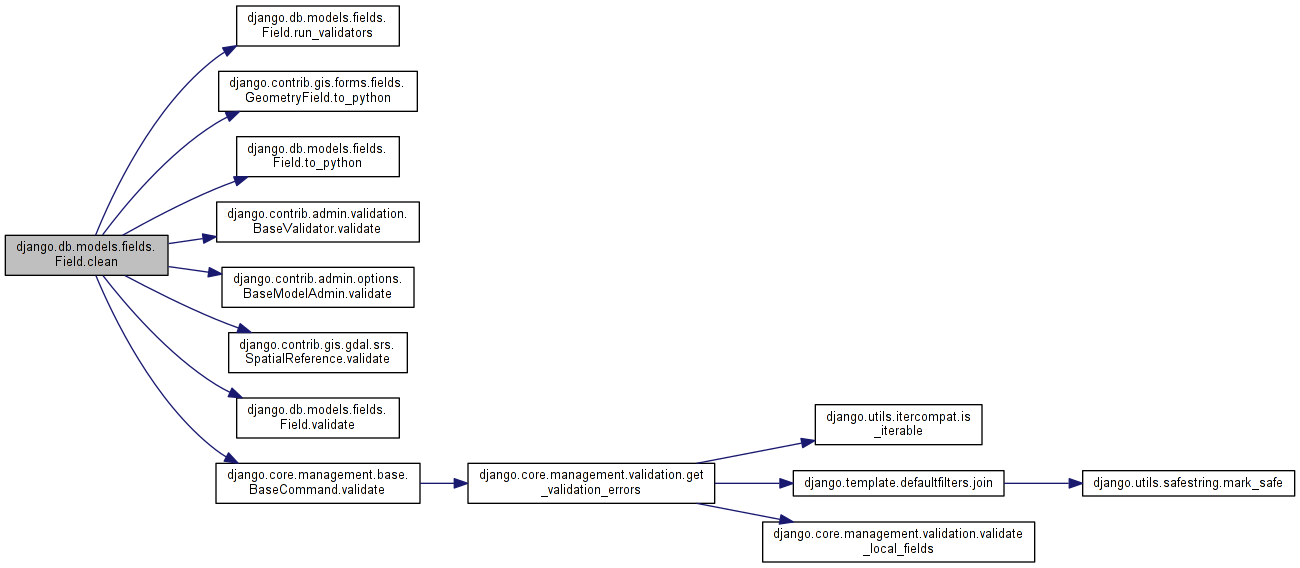 django.db.models.fields.
Field.run_validators
django.contrib.gis.forms.fields.
GeometryField.to_python
django.db.models.fields.
Field.to_python
django.contrib.admin.validation.
BaseValidator.validate
django.db.models.fields.
Field.clean
django.contrib.admin.options.
BaseModelAdmin.validate
django.contrib.gis.gdal.srs.
SpatialReference.validate
django.db.models.fields.
Field.validate
django.core.management.base.
BaseCommand.validate
django.core.management.validation.get
_validation_errors
django.utils.itercompat.is
_iterable
django.template.defaultfilters.join
django.utils.safestring.mark_safe
django.core.management.validation.validate
_local_fields